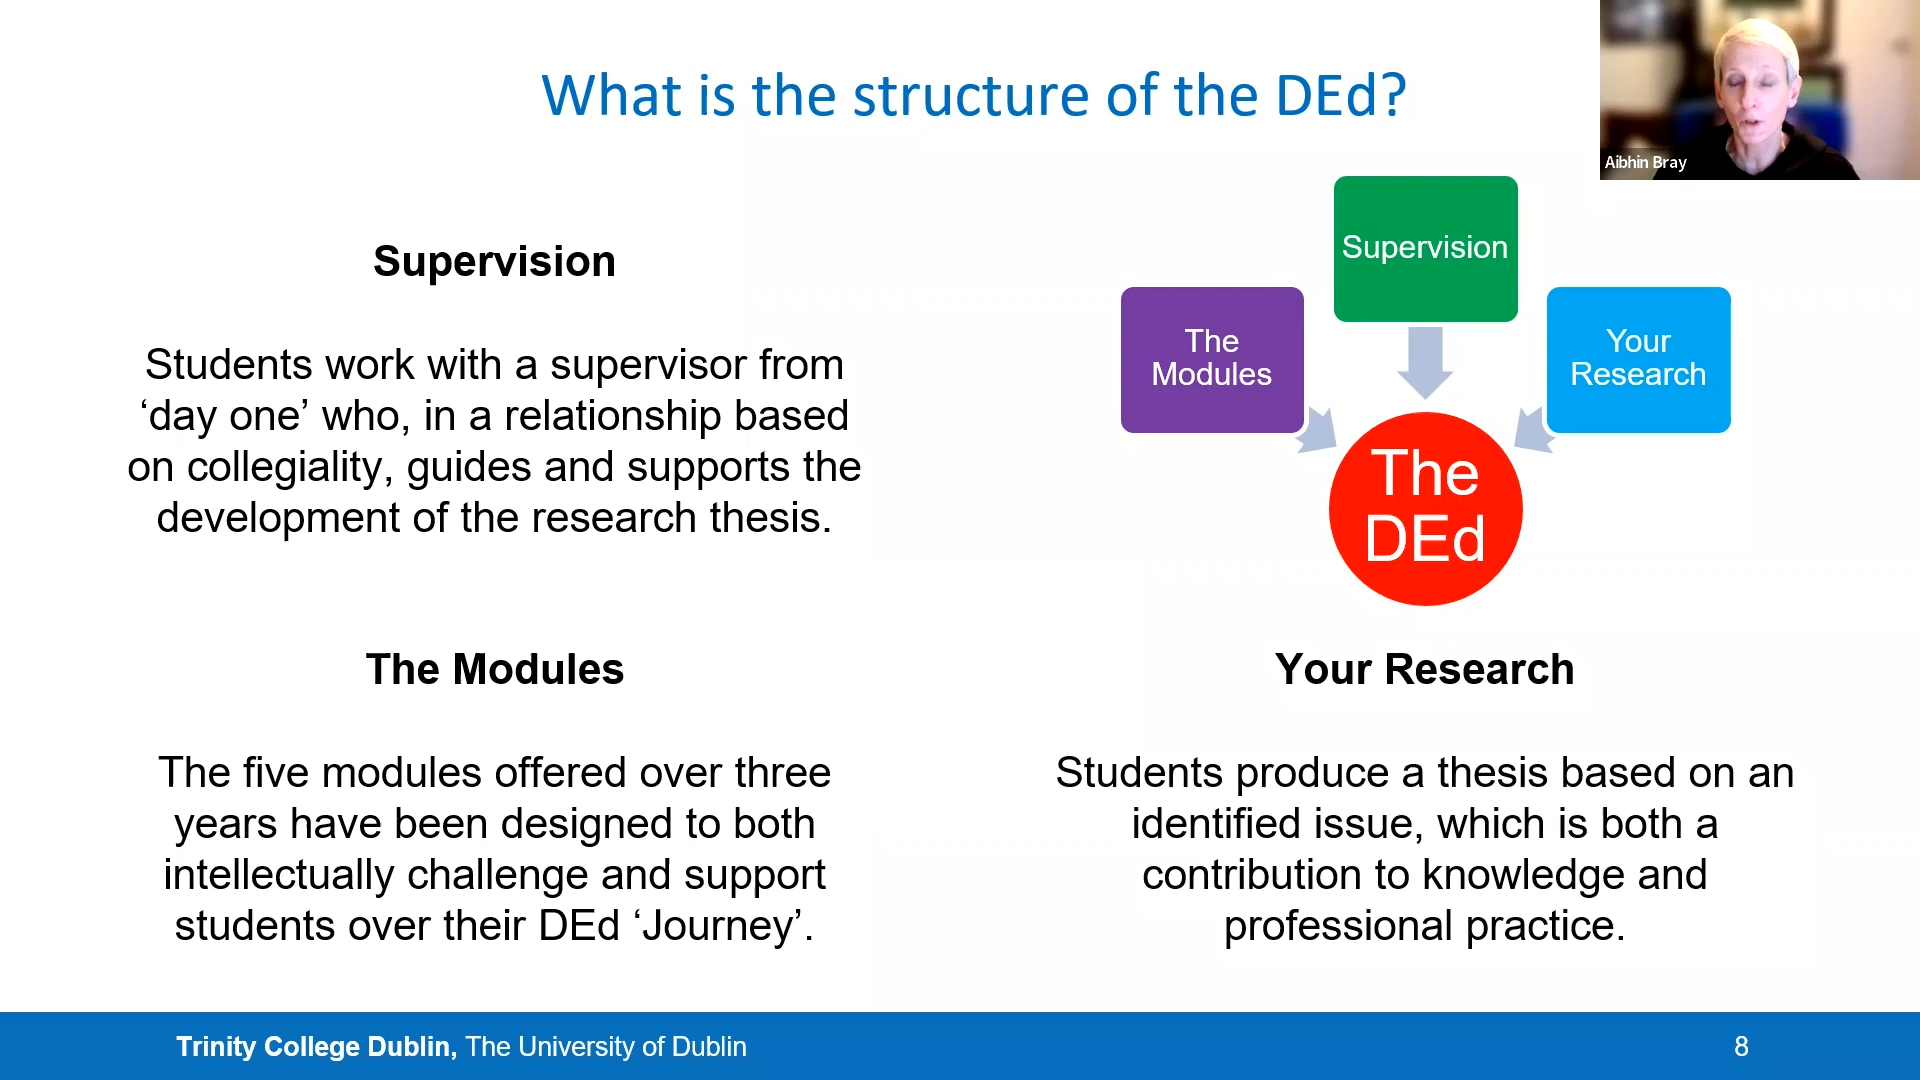 What is the structure of the DEd?
Aibhin Bray
Supervision
Students work with a supervisor from
‘day one’ who, in a relationship based
on collegiality, guides and supports the
development of the research thesis.
Supervision
The
Modules
Your
Research
The
DEd
The Modules
The five modules offered over three
years have been designed to both
intellectually challenge and support
students over their DEd ‘Journey’.
Your Research
Students produce a thesis based on an
identified issue, which is both a
contribution to knowledge and
professional practice.
Trinity College Dublin, The University of Dublin
8